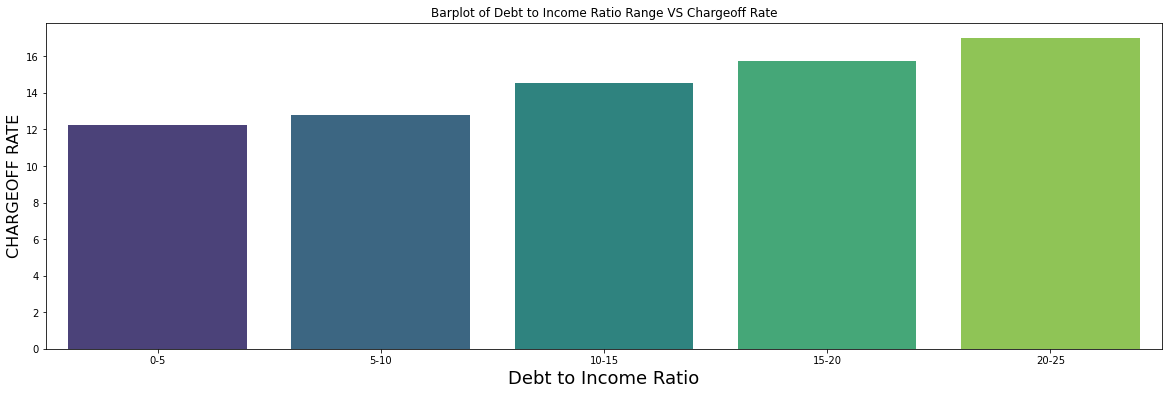 Barplot of Debt to Income Ratio Range VS Chargeoff Rate
CHARGEOFF RATE
16
14
12
10
8
6
4
2
0
0-5 5-10 10-15 15-20 20-25
Debt to Income Ratio